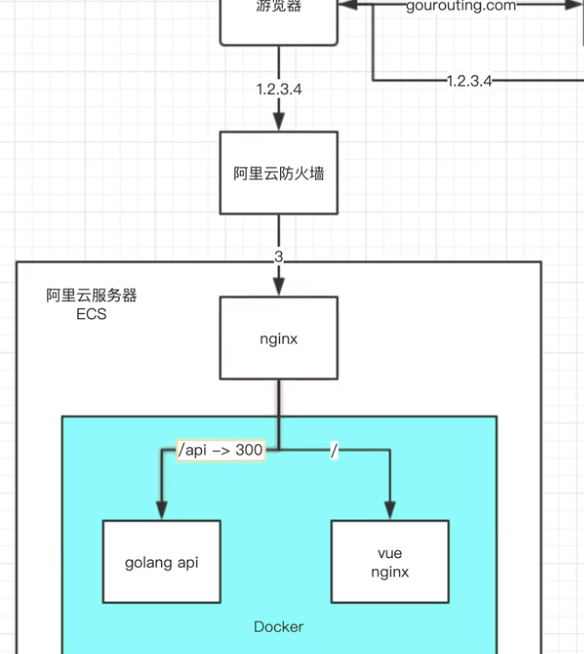 游览器
gourouting.com
1.2.3.4
1.2.3.4
阿里云防火墙
3
阿里云服务器
ECS
nginx
/api -> 300
/
golang api
vue
nginx
Docker